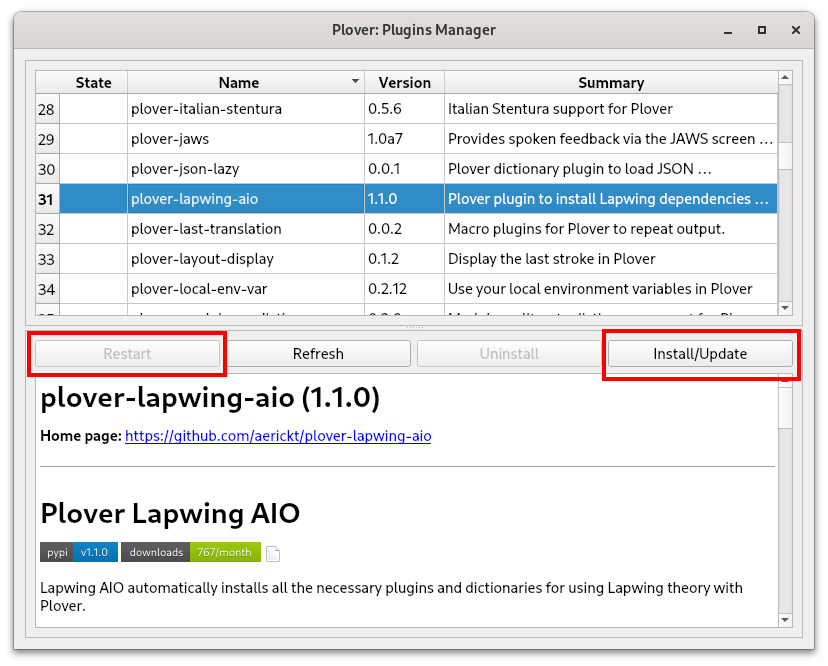 Plover: Plugins Manager
State Name Version Summary
28 plover-italian-stentura 0.5.6 Italian Stentura support for Plover
29 plover-jaws 1.0a7 Provides spoken feedback via the JAWS screen ...
30 plover-json-lazy 0.0.1 Plover dictionary plugin to load JSON ...
31 plover-lapwing-aio 1.1.0 Plover plugin to install Lapwing dependencies ...
32 plover-last-translation 0.0.2 Macro plugins for Plover to repeat output.
33 plover-layout-display 0.1.2 Display the last stroke in Plover
34 plover-local-env-var 0.2.12 Use your local environment variables in Plover
Restart Refresh Uninstall Install/Update
plover-lapwing-aio (1.1.0)
Home page: https://github.com/aerickt/plover-lapwing-aio
Plover Lapwing AIO
pypi v1.1.0 downloads 767/month
Lapwing AIO automatically installs all the necessary plugins and dictionaries for using Lapwing theory with
Plover.